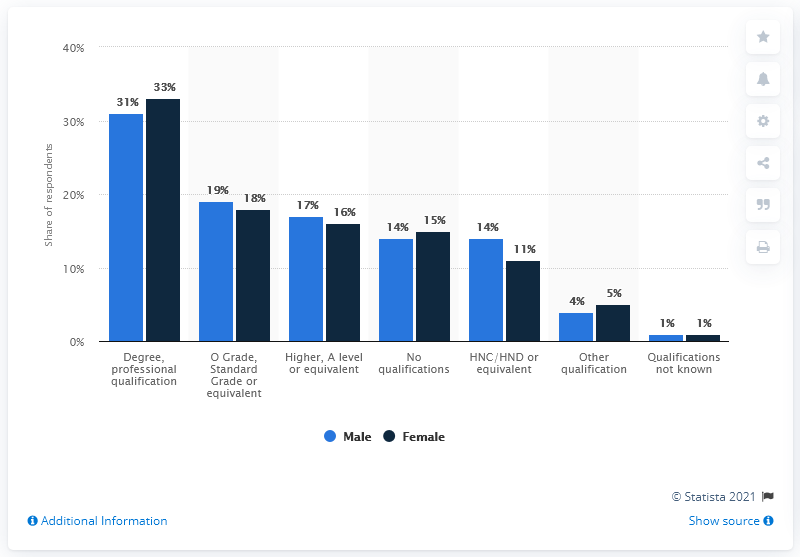 40%
30%
20%
10%
0%
Share of respondents
31%
33%
19%
18%
17%
16%
14%
15%
14%
11%
4%
5%
1%
1%
Degree,
professional
qualification
O Grade,
Standard
Grade or
equivalent
Higher, A level
or equivalent
No
qualifications
HNC/HND or
equivalent
Other
qualification
Qualifications
not known
Male
Female
© Statista 2021
Additional Information
Show source